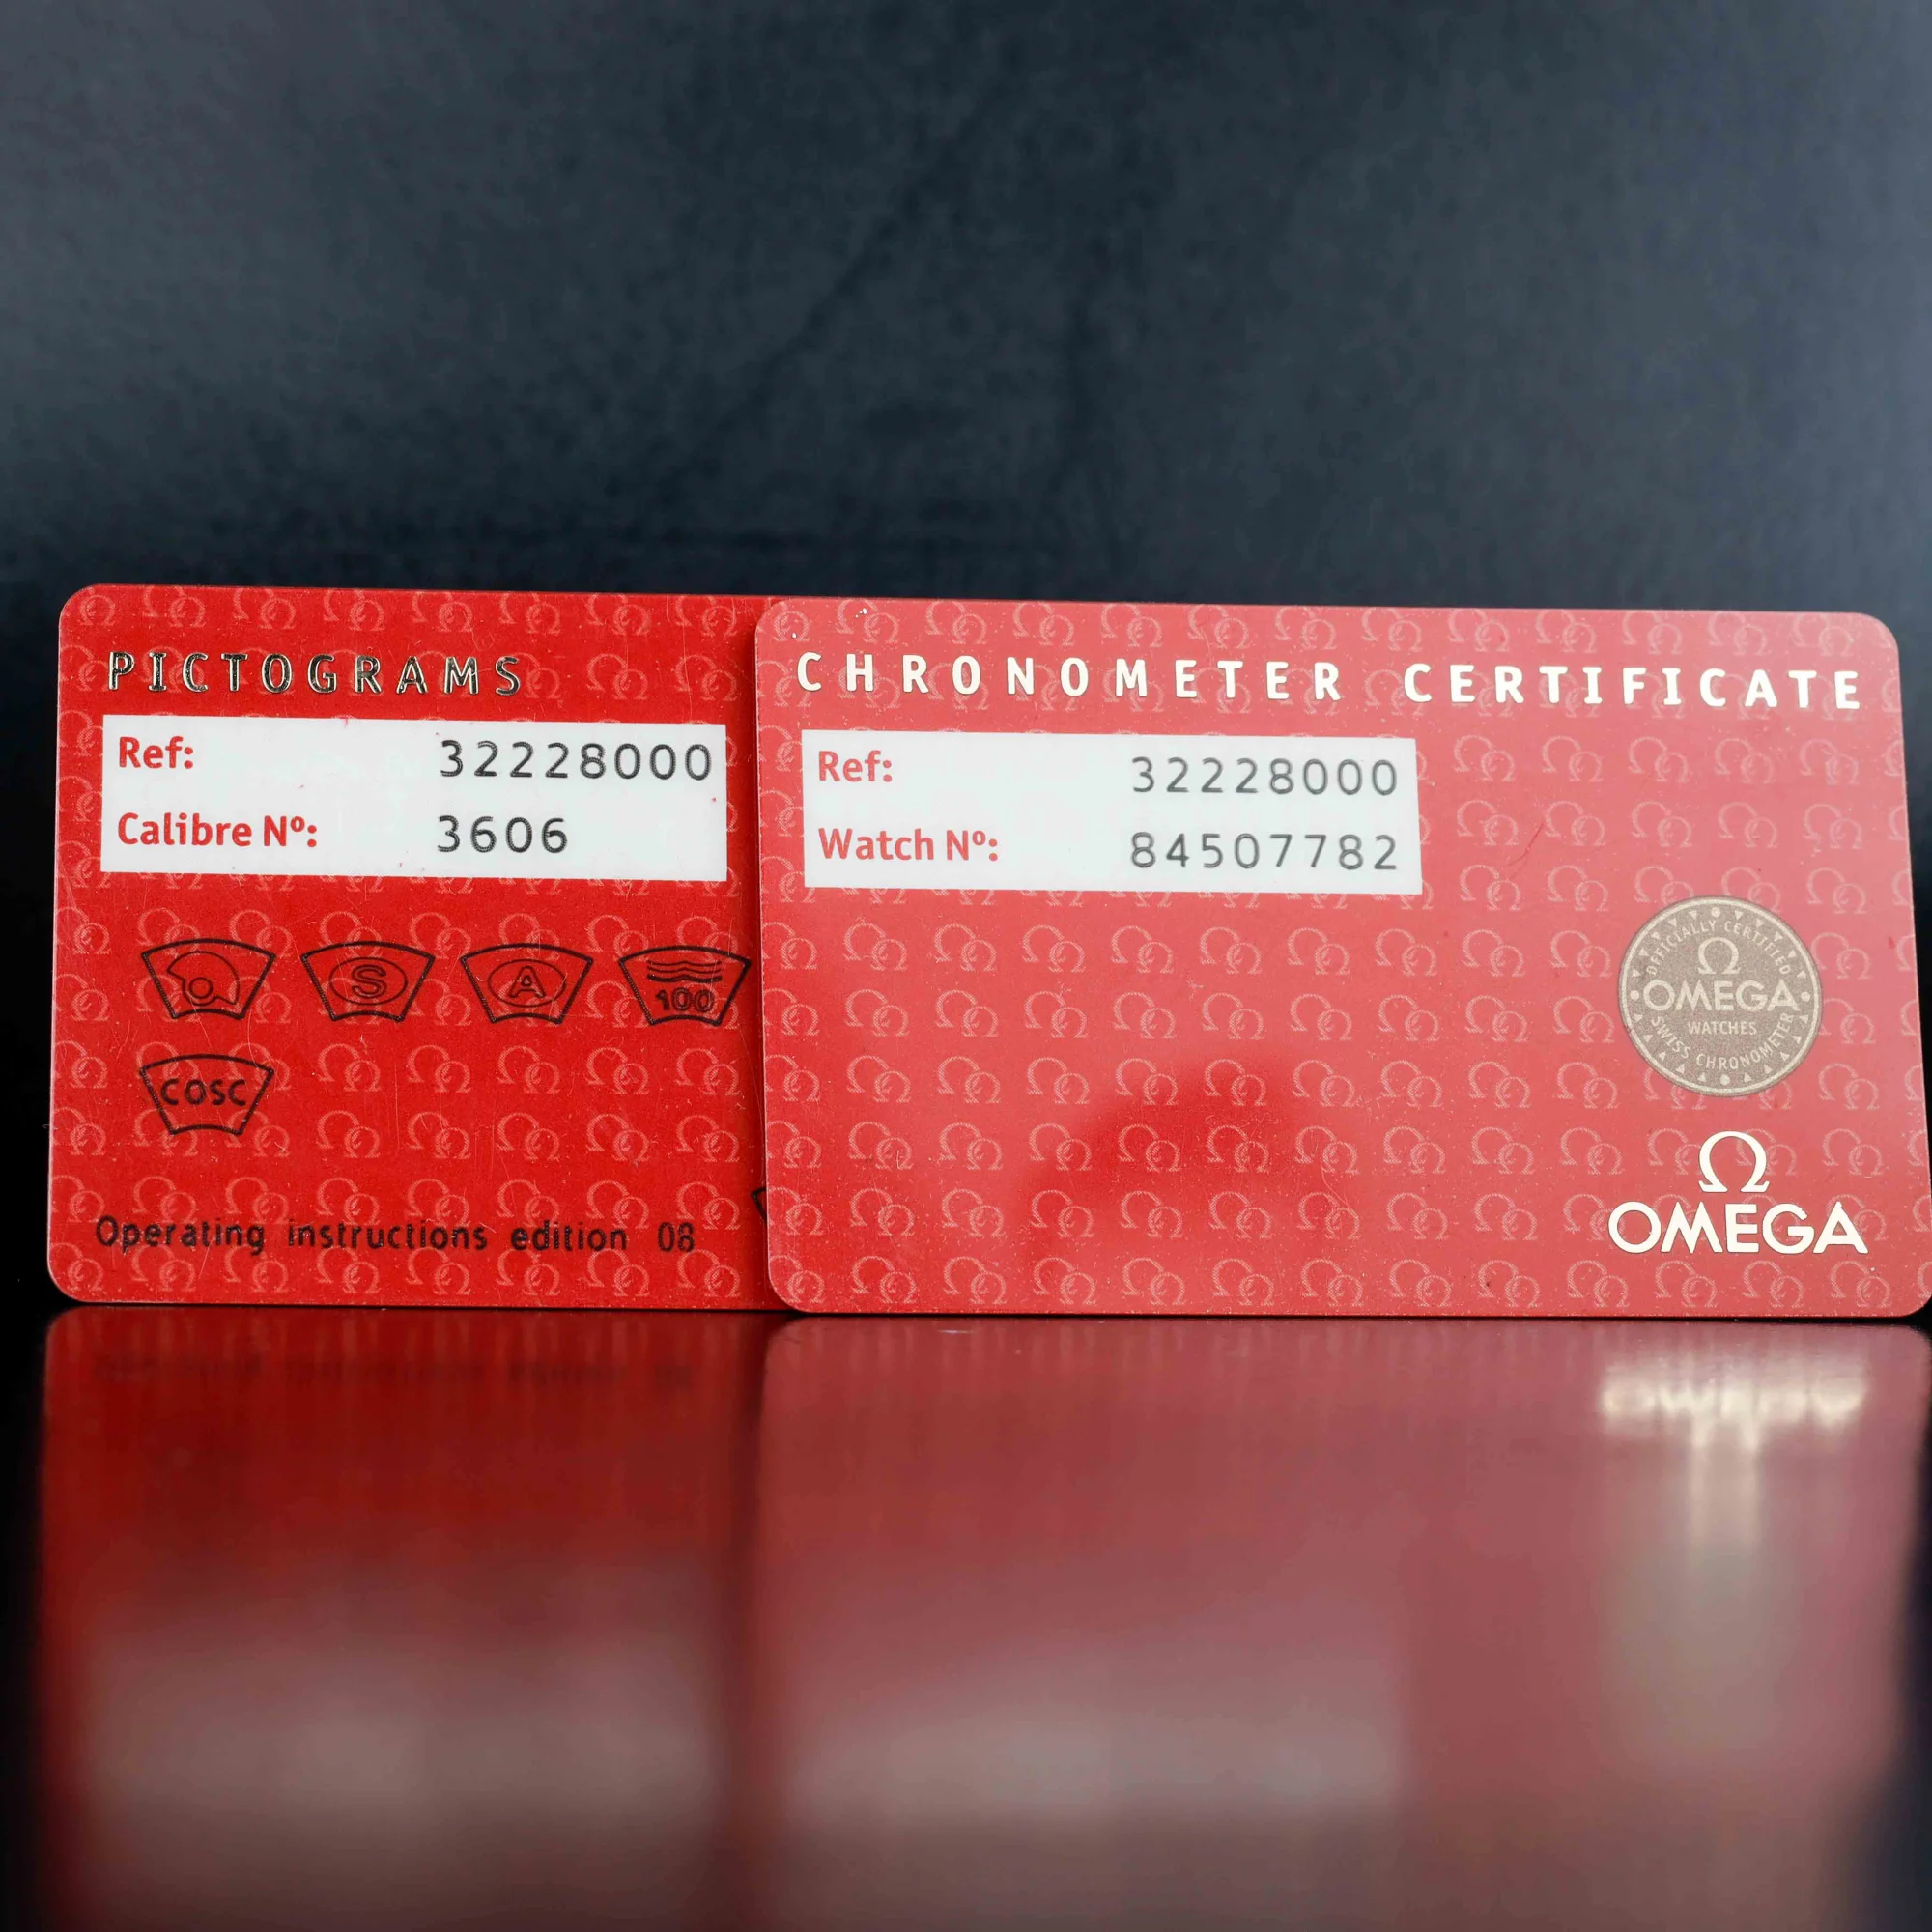 PICTOGRAMS
Ref: 32228000
Calibre Nº: 3606
S
A
100
COSC
Operating instructions edition 08
CHRONOMETER CERTIFICATE
Ref: 32228000
Watch Nº: 84507782
OFFICIALLY CERTIFIED
Ω
OMEGA
WATCHES
SWISS CHRONOMETER
Ω
OMEGA